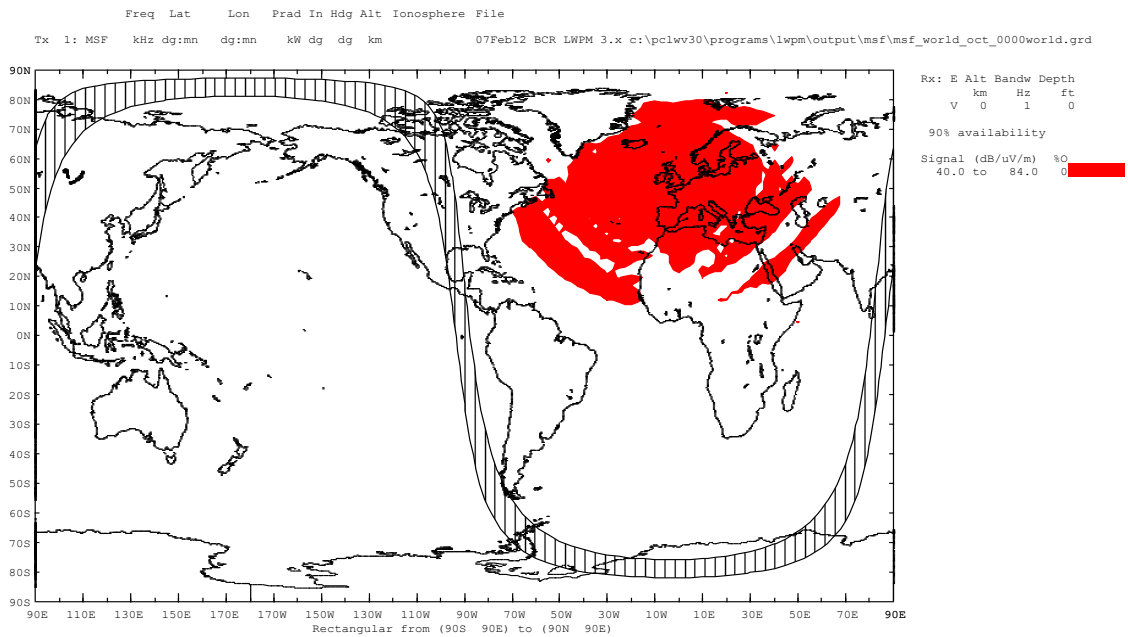 Freq Lat Lon Prad In Hdg Alt Ionosphere File
Tx 1: MSF kHz dg:mn dg:mn kW dg dg km 07Feb12 BCR LWPM 3.x c:\pclwv30\programs\lwpm\output\msf\msf_world_oct_0000world.grd
Rx: E Alt Bandw Depth
km Hz ft
V 0 1 0
90% availability
Signal (dB/uV/m) %O
40.0 to 84.0 0
90N
80N
70N
60N
50N
40N
30N
20N
10N
0N
10S
20S
30S
40S
50S
60S
70S
80S
90S
90E 110E 130E 150E 170E 170W 150W 130W 110W 90W 70W 50W 30W 10W 10E 30E 50E 70E 90E
Rectangular from (90S 90E) to (90N 90E)